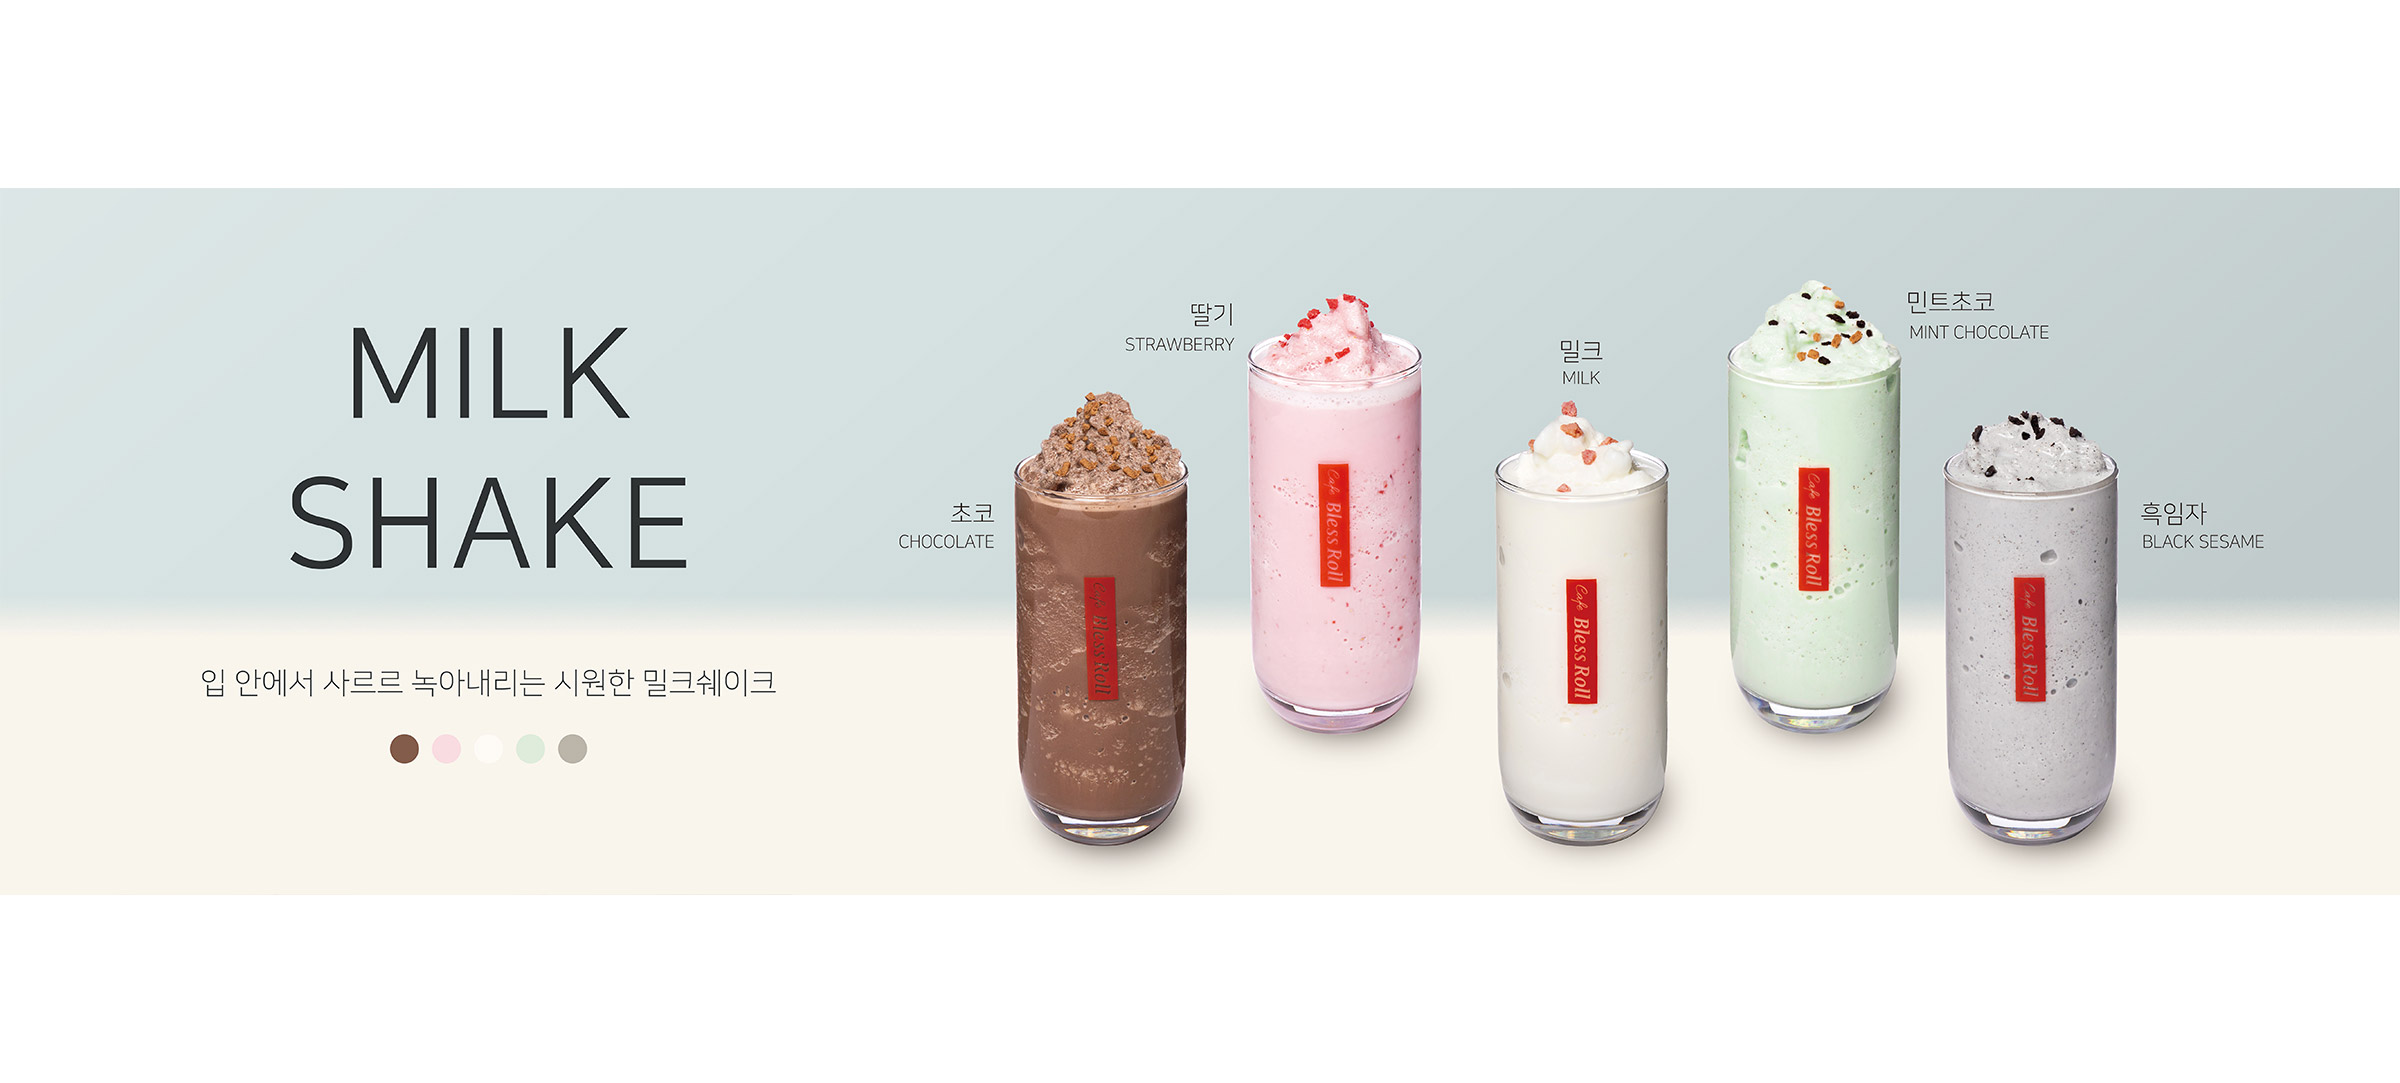 MILK
SHAKE
입 안에서 사르르 녹아내리는 시원한 밀크쉐이크
초코
CHOCOLATE
딸기
STRAWBERRY
밀크
MILK
민트초코
MINT CHOCOLATE
흑임자
BLACK SESAME
Cafe Bless Roll
Cafe Bless Roll
Cafe Bless Roll
Cafe Bless Roll
Cafe Bless Roll